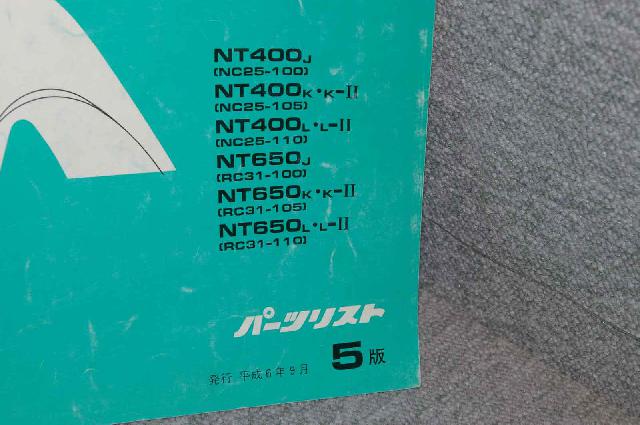 NT400J
(NC25-100)
NT400K・K-II
(NC25-105)
NT400L・L-II
(NC25-110)
NT650J
(RC31-100)
NT650K・K-II
(RC31-105)
NT650L・L-II
(RC31-110)
パーツリスト
発行 平成6年9月 5版